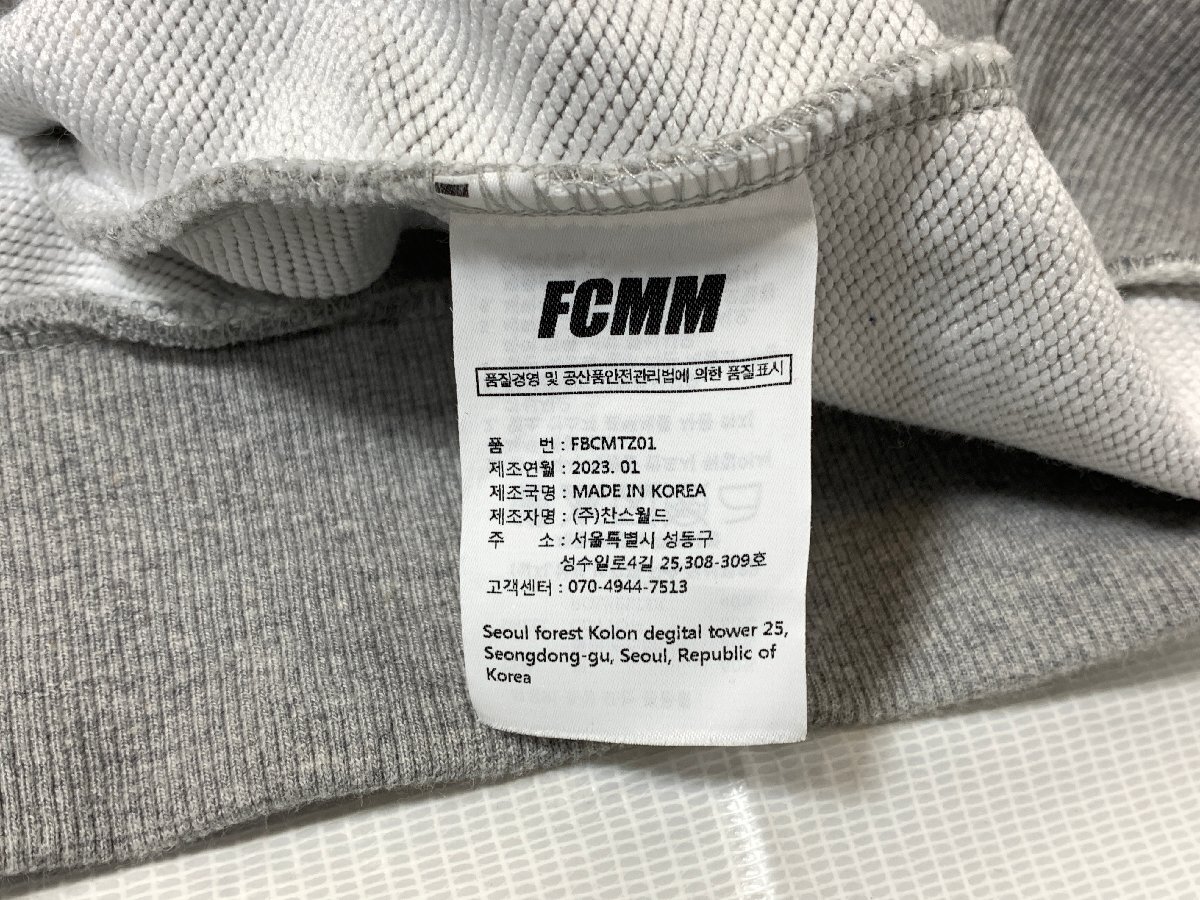 FCMM
품질경영 및 공산품안전관리법에 의한 품질표시
품 번 : FBCMTZ01
제조연월 : 2023. 01
제조국명 : MADE IN KOREA
제조자명 : (주)찬스월드
주 소 : 서울특별시 성동구
성수일로4길 25,308-309호
고객센터 : 070-4944-7513
Seoul forest Kolon degital tower 25,
Seongdong-gu, Seoul, Republic of
Korea